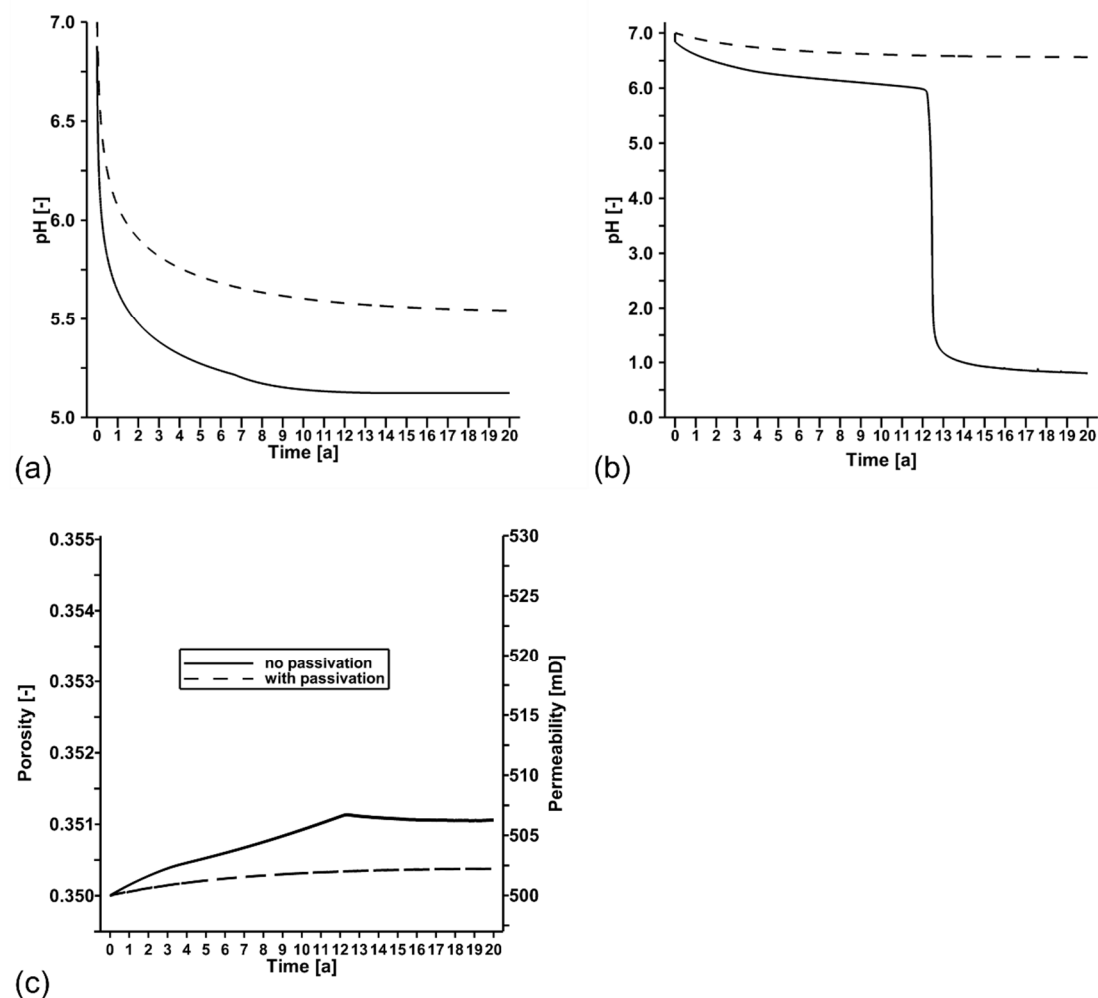 7.0
6.5
6.0
5.5
5.0
pH [-]
0 1 2 3 4 5 6 7 8 9 10 11 12 13 14 15 16 17 18 19 20
Time [a]
(a)
7.0
6.0
5.0
4.0
3.0
2.0
1.0
0.0
pH [-]
0 1 2 3 4 5 6 7 8 9 10 11 12 13 14 15 16 17 18 19 20
Time [a]
(b)
0.355
0.354
0.353
0.352
0.351
0.350
Porosity [-]
no passivation
with passivation
530
525
520
515
510
505
500
Permeability [mD]
0 1 2 3 4 5 6 7 8 9 10 11 12 13 14 15 16 17 18 19 20
Time [a]
(c)